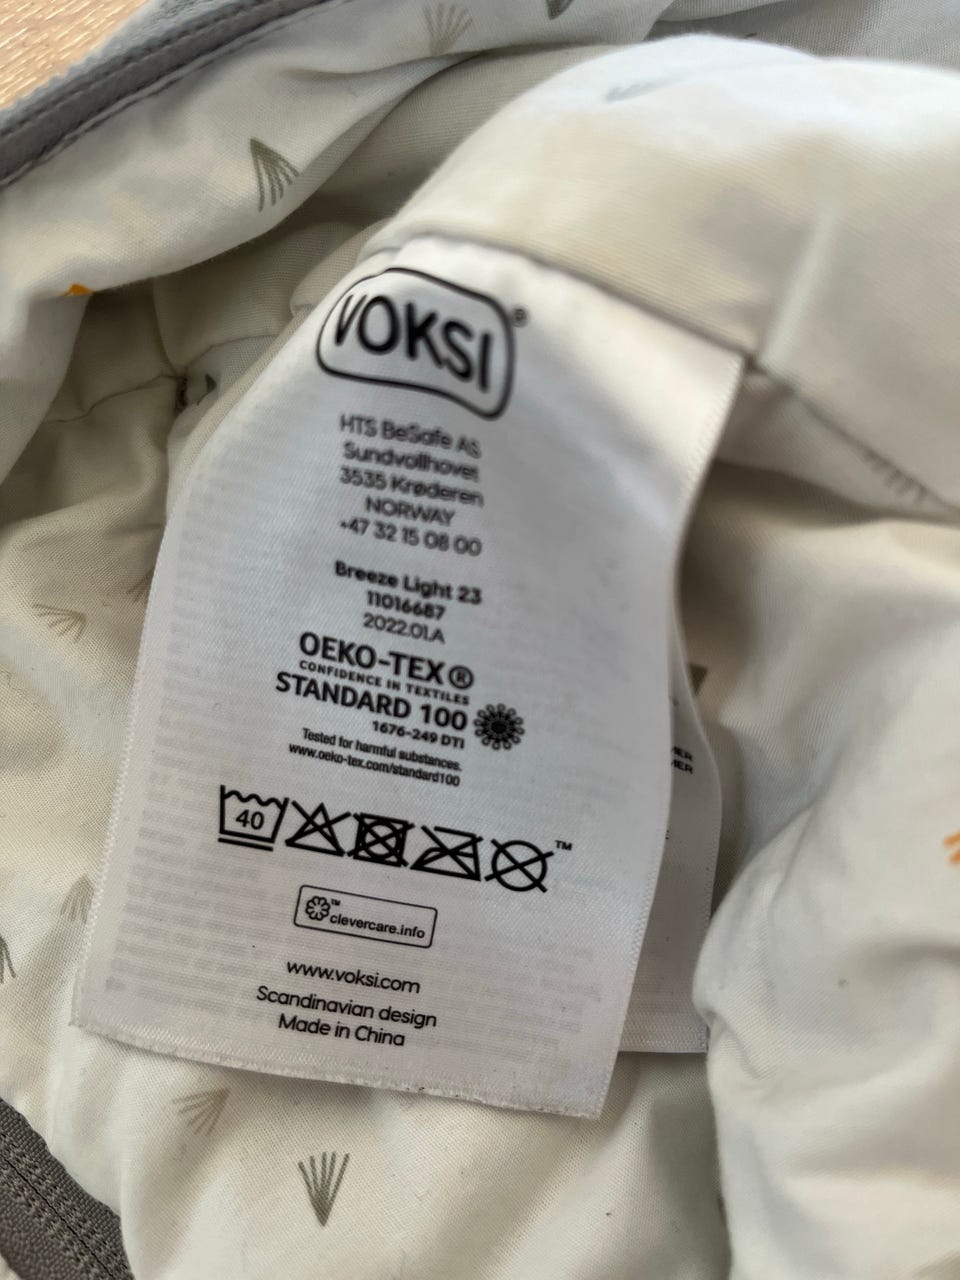 VOKSI®
HTS BeSafe AS
Sundvollhovet
3535 Krøderen
NORWAY
+47 32 15 08 00
Breeze Light 23
11016687
2022.01.A
OEKO-TEX®
CONFIDENCE IN TEXTILES
STANDARD 100
1676-249 DTI
Tested for harmful substances.
www.oeko-tex.com/standard100
40
™
™
clevercare.info
www.voksi.com
Scandinavian design
Made in China